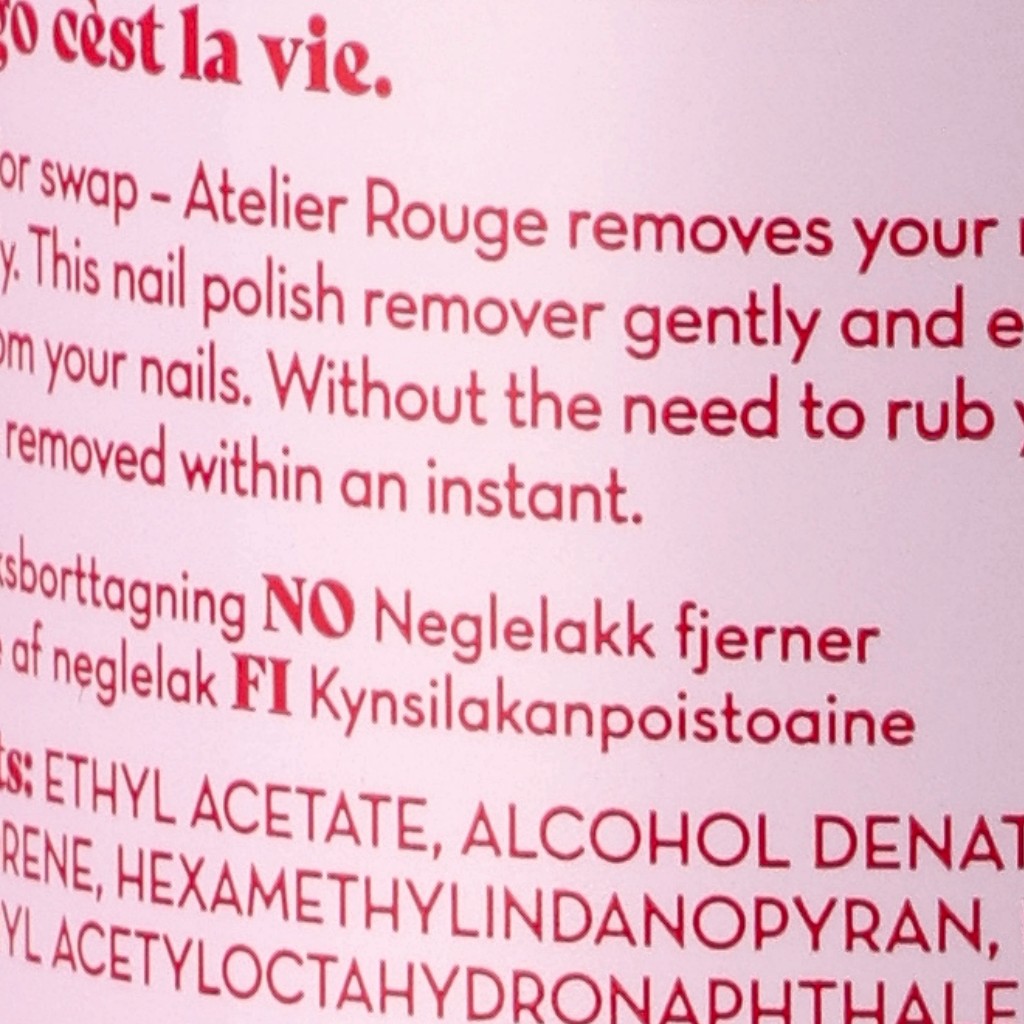 go cèst la vie.
or swap – Atelier Rouge removes your
y. This nail polish remover gently and e
om your nails. Without the need to rub y
removed within an instant.
ksborttagning NO Neglelakk fjerner
af neglelak FI Kynsilakanpoistoaine
ts: ETHYL ACETATE, ALCOHOL DENAT
RENE, HEXAMETHYLINDANOPYRAN,
YL ACETYLOCTAHYDRONAPHTHALE